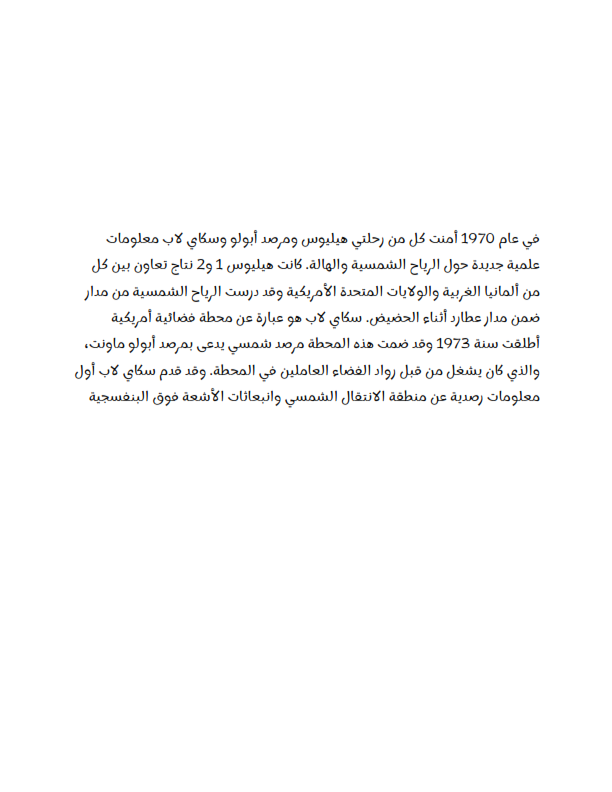 في عام 1970 أمنت كل من رحلتي هيليوس ومرصد أبولو وسكاي لاب معلومات
علمية جديدة حول الرياح الشمسية والهالة. كانت هيليوس 1 و2 نتاج تعاون بين كل
من ألمانيا الغربية والولايات المتحدة الأمريكية وقد درست الرياح الشمسية من مدار
ضمن مدار عطارد أثناء الحضيض. سكاي لاب هو عبارة عن محطة فضائية أمريكية
أطلقت سنة 1973 وقد ضمت هذه المحطة مرصد شمسي يدعى بمرصد أبولو ماونت،
والذي كان يشغل من قبل رواد الفضاء العاملين في المحطة. وقد قدم سكاي لاب أول
معلومات رصدية عن منطقة الانتقال الشمسي وانبعاثات الأشعة فوق البنفسجية